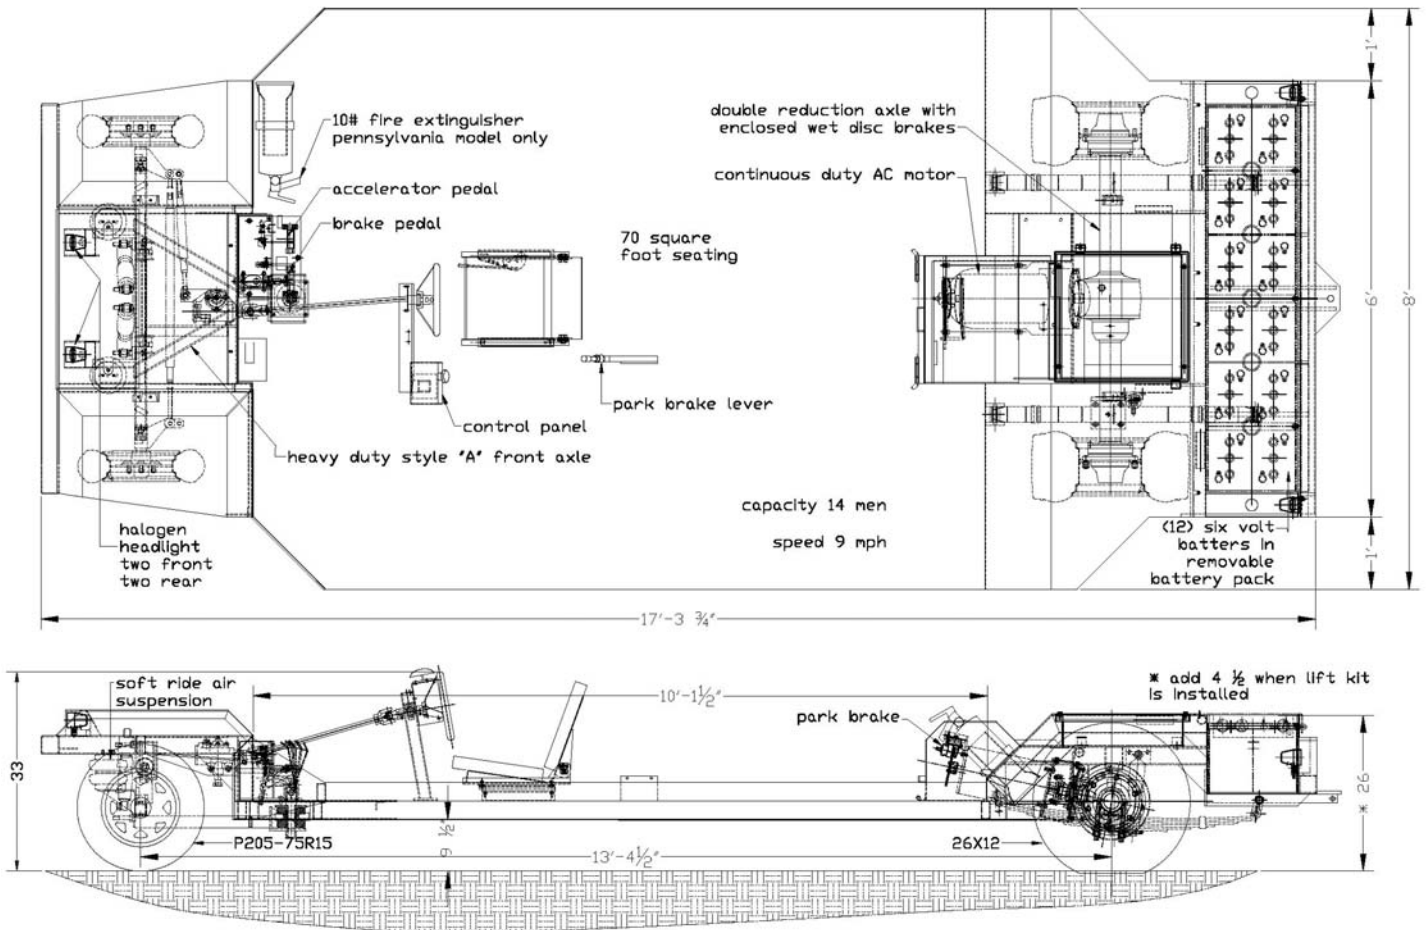 1'-
10# fire extinguisher
pennsylvania model only
double reduction axle with
enclosed wet disc brakes
accelerator pedal
continuous duty AC motor
brake pedal
70 square
foot seating
6'
8'
park brake lever
control panel
heavy duty style "A" front axle
capacity 14 men
speed 9 mph
halogen
headlight
two front
two rear
(12) six volt
batters in
removable
battery pack
1'-
17'-3 ¾"
soft ride air
suspension
10'-1½"
* add 4 ½ when lift kit
is installed
park brake
33
* 26
P205-75R15
9 ½"
26X12
13'-4½"